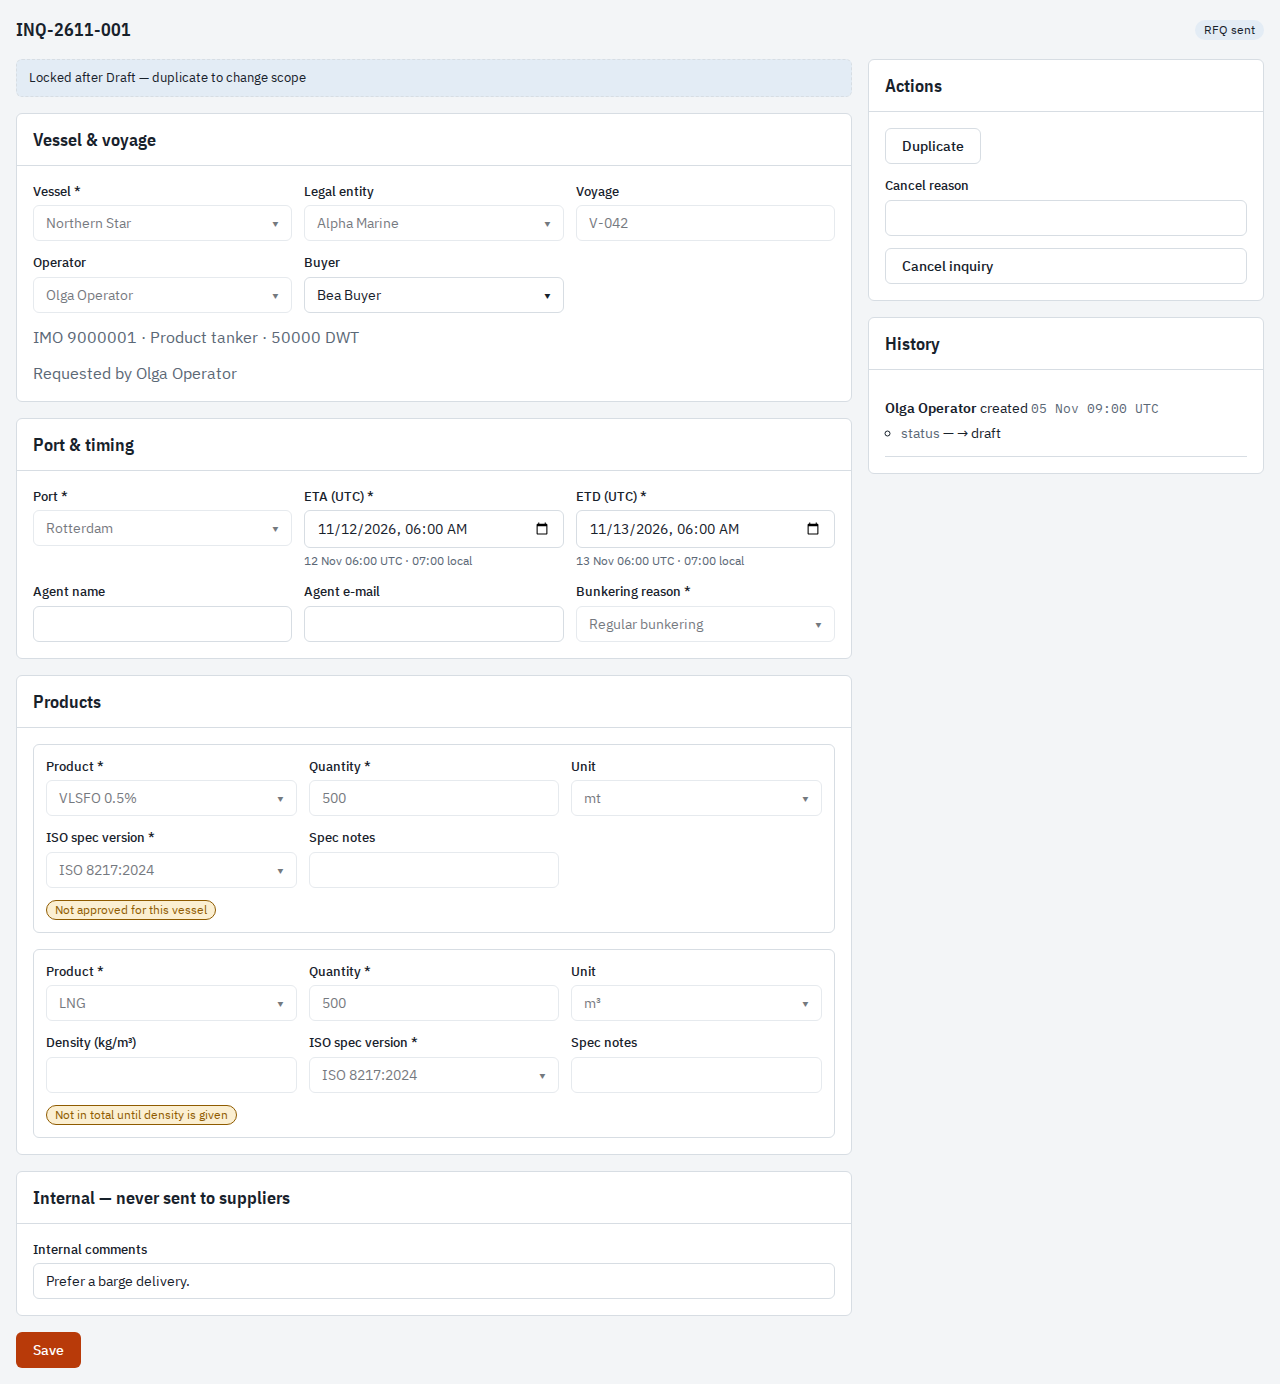 INQ-2611-001
RFQ sent
Locked after Draft — duplicate to change scope
Vessel & voyage
Vessel *
Legal entity
Voyage
Northern Star
Alpha Marine
V-042
Operator
Buyer
Olga Operator
Bea Buyer
IMO 9000001 · Product tanker · 50000 DWT
Requested by Olga Operator
Port & timing
Port *
ETA (UTC) *
ETD (UTC) *
Rotterdam
11/12/2026, 06:00 AM
11/13/2026, 06:00 AM
12 Nov 06:00 UTC · 07:00 local
13 Nov 06:00 UTC · 07:00 local
Agent name
Agent e-mail
Bunkering reason *
Regular bunkering
Products
Product *
Quantity *
Unit
VLSFO 0.5%
500
mt
ISO spec version *
Spec notes
ISO 8217:2024
Not approved for this vessel
Product *
Quantity *
Unit
LNG
500
m³
Density (kg/m³)
ISO spec version *
Spec notes
ISO 8217:2024
Not in total until density is given
Internal — never sent to suppliers
Internal comments
Prefer a barge delivery.
Save
Actions
Duplicate
Cancel reason
Cancel inquiry
History
Olga Operator created 05 Nov 09:00 UTC
status — → draft